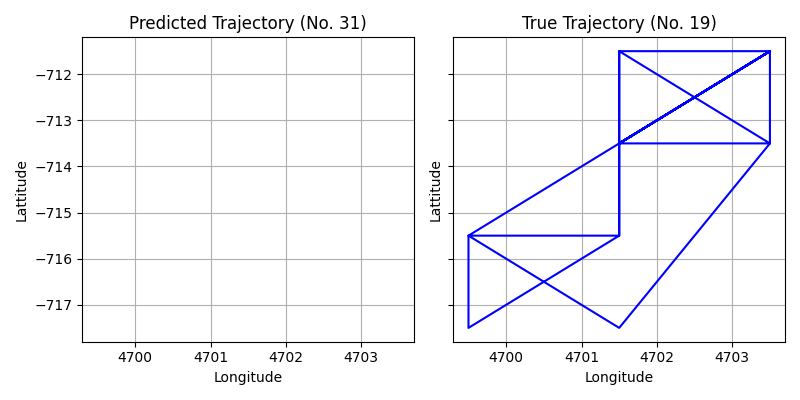 Predicted Trajectory (No. 31)
Lattitude
−712
−713
−714
−715
−716
−717
4700 4701 4702 4703
Longitude
True Trajectory (No. 19)
Lattitude
4700 4701 4702 4703
Longitude